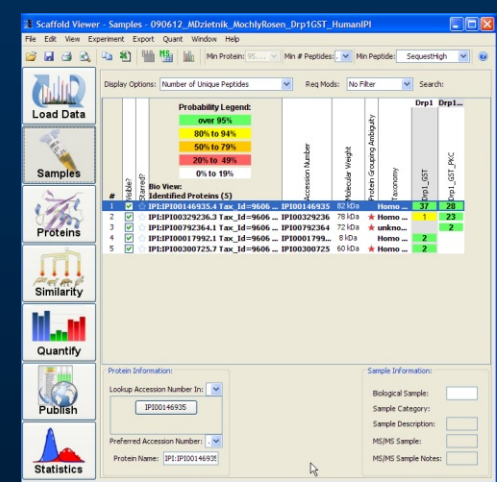 Scaffold Viewer - Samples - 090612_MDzietnik_MochlyRosen_Drp1GST_HumanIPI
File Edit View Experiment Export Quant Window Help
Min Protein: 95... Min # Peptides: Min Peptide: SequestHigh
Display Options: Number of Unique Peptides Req Mods: No Filter Search:
Load Data
Samples
Proteins
Similarity
Quantify
Publish
Statistics
Probability Legend:
over 95%
80% to 94%
50% to 79%
20% to 49%
0% to 19%
Bio View:
Identified Proteins (5)
# Visible? Starred? Accession Number Molecular Weight Protein Grouping Ambiguity Taxonomy
Drp1 Drp1...
Drp1_GST Drp1_GST_PKC
1 IPI:IPI00146935.4 Tax_Id=9606 ... IPI00146935 82 kDa Homo ... 37 28
2 IPI:IPI00329236.3 Tax_Id=9606 ... IPI00329236 78 kDa ★ Homo ... 1 23
3 IPI:IPI00792364.1 Tax_Id=9606 ... IPI00792364 72 kDa ★ unkno... 2
4 IPI:IPI00017992.1 Tax_Id=9606 ... IPI0001799... 8 kDa Homo ... 2
5 IPI:IPI00300725.7 Tax_Id=9606 ... IPI00300725 60 kDa ★ Homo ... 2
Protein Information:
Lookup Accession Number In:
IPI00146935
Preferred Accession Number:
Protein Name: IPI:IPI00146935
Sample Information:
Biological Sample:
Sample Category:
Sample Description:
MS/MS Sample:
MS/MS Sample Notes: